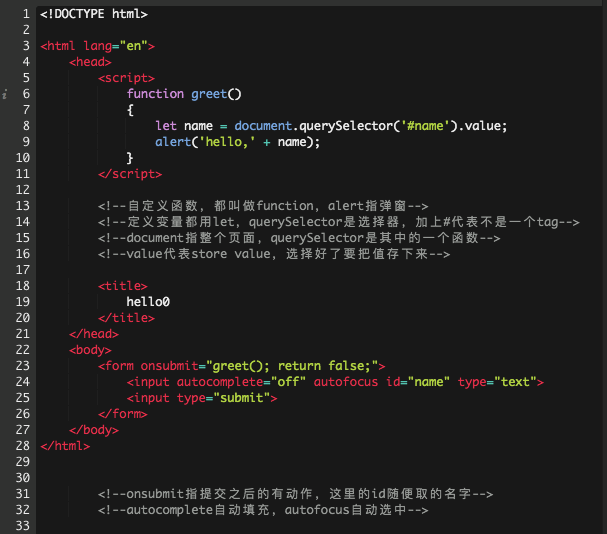 1 <!DOCTYPE html>
2
3 <html lang="en">
4 <head>
5 <script>
6 function greet()
7 {
8 let name = document.querySelector('#name').value;
9 alert('hello,' + name);
10 }
11 </script>
12
13 <!--自定义函数, 都叫做function, alert指弹窗-->
14 <!--定义变量都用let, querySelector是选择器, 加上#代表不是一个tag-->
15 <!--document指整个页面, querySelector是其中的一个函数-->
16 <!--value代表store value, 选择好了要把值存下来-->
17
18 <title>
19 hello0
20 </title>
21 </head>
22 <body>
23 <form onsubmit="greet(); return false;">
24 <input autocomplete="off" autofocus id="name" type="text">
25 <input type="submit">
26 </form>
27 </body>
28 </html>
29
30
31 <!--onsubmit指提交之后的有动作, 这里的id随便取的名字-->
32 <!--autocomplete自动填充, autofocus自动选中-->
33